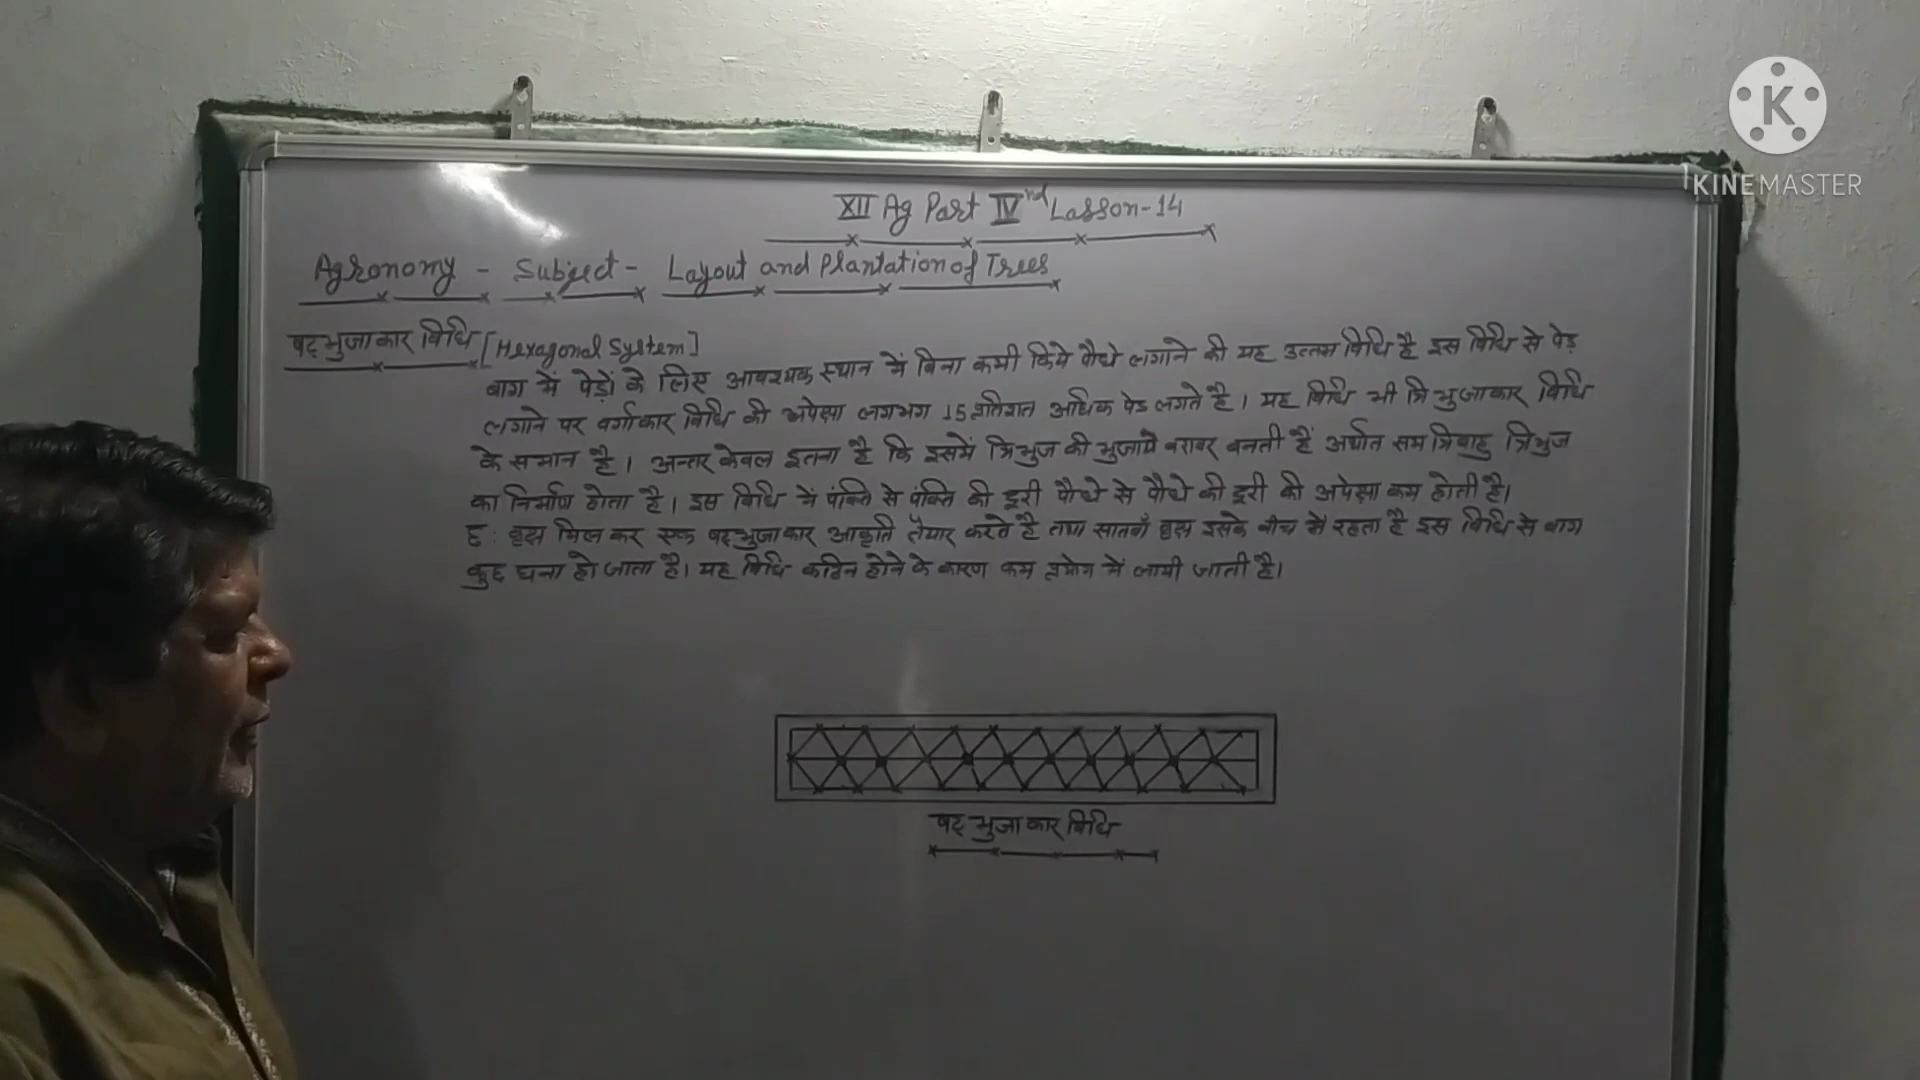 K
KINEMASTER
XII Ag Part IVnd Lasson-14
Agronomy - Subject - Layout and Plantation of Trees
षट्भुजाकार विधि [Hexagonal System]
बाग में पेड़ों के लिए आवश्यक स्थान में बिना कमी किये पौधे लगाने की यह उत्तम विधि है इस विधि से पेड़
लगाने पर वर्गाकार विधि की अपेक्षा लगभग 15 प्रतिशत अधिक पेड लगते है। यह विधि भी त्रिभुजाकार विधि
के समान है। अन्तर केवल इतना है कि इसमें त्रिभुज की भुजाये बराबर बनती हैं अर्थात समत्रिबाहु त्रिभुज
का निर्माण होता है। इस विधि में पंक्ति से पंक्ति की दूरी पौधे से पौधे की दूरी की अपेक्षा कम होती है।
छः वृक्ष मिल कर एक षट्भुजाकार आकृति तैयार करते है तथा सातवाँ वृक्ष इसके बीच में रहता है इस विधि से बाग
कुछ घना हो जाता है। यह विधि कठिन होने के कारण कम प्रयोग में लायी जाती है।
षट्भुजाकार विधि